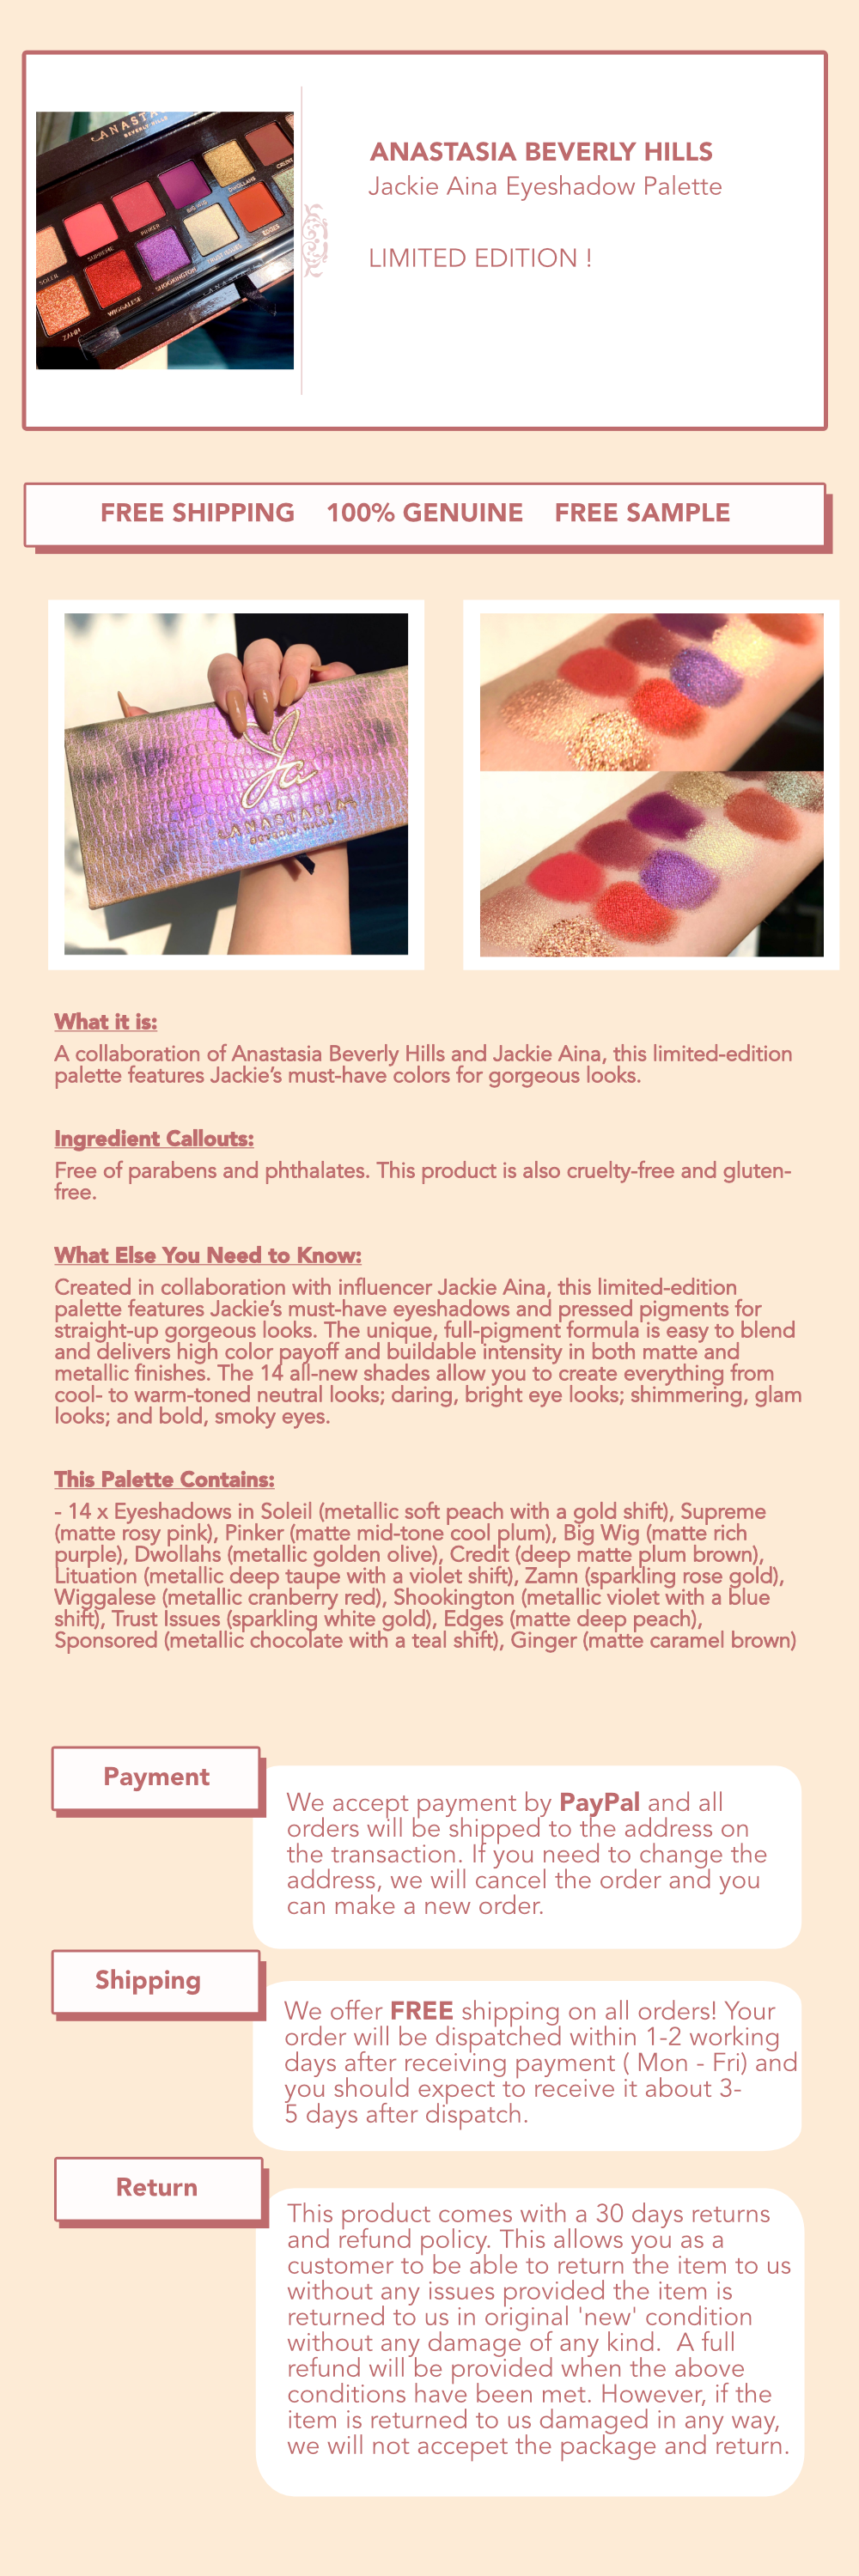 ANASTASIA
BEVERLY HILLS
SOLEIL
SUPREME
PINKER
BIG WIG
DWOLLAHS
ZAMN
WIGGALESE
SHOOKINGTON
TRUST ISSUES
EDGES
ANASTASIA BEVERLY HILLS
Jackie Aina Eyeshadow Palette
LIMITED EDITION !
FREE SHIPPING 100% GENUINE FREE SAMPLE
Ja
ANASTASIA
BEVERLY HILLS
What it is:
A collaboration of Anastasia Beverly Hills and Jackie Aina, this limited-edition
palette features Jackie’s must-have colors for gorgeous looks.
Ingredient Callouts:
Free of parabens and phthalates. This product is also cruelty-free and gluten-
free.
What Else You Need to Know:
Created in collaboration with influencer Jackie Aina, this limited-edition
palette features Jackie’s must-have eyeshadows and pressed pigments for
straight-up gorgeous looks. The unique, full-pigment formula is easy to blend
and delivers high color payoff and buildable intensity in both matte and
metallic finishes. The 14 all-new shades allow you to create everything from
cool- to warm-toned neutral looks; daring, bright eye looks; shimmering, glam
looks; and bold, smoky eyes.
This Palette Contains:
- 14 x Eyeshadows in Soleil (metallic soft peach with a gold shift), Supreme
(matte rosy pink), Pinker (matte mid-tone cool plum), Big Wig (matte rich
purple), Dwollahs (metallic golden olive), Credit (deep matte plum brown),
Lituation (metallic deep taupe with a violet shift), Zamn (sparkling rose gold),
Wiggalese (metallic cranberry red), Shookington (metallic violet with a blue
shift), Trust Issues (sparkling white gold), Edges (matte deep peach),
Sponsored (metallic chocolate with a teal shift), Ginger (matte caramel brown)
Payment
We accept payment by PayPal and all
orders will be shipped to the address on
the transaction. If you need to change the
address, we will cancel the order and you
can make a new order.
Shipping
We offer FREE shipping on all orders! Your
order will be dispatched within 1-2 working
days after receiving payment ( Mon - Fri) and
you should expect to receive it about 3-
5 days after dispatch.
Return
This product comes with a 30 days returns
and refund policy. This allows you as a
customer to be able to return the item to us
without any issues provided the item is
returned to us in original 'new' condition
without any damage of any kind.  A full
refund will be provided when the above
conditions have been met. However, if the
item is returned to us damaged in any way,
we will not accepet the package and return.